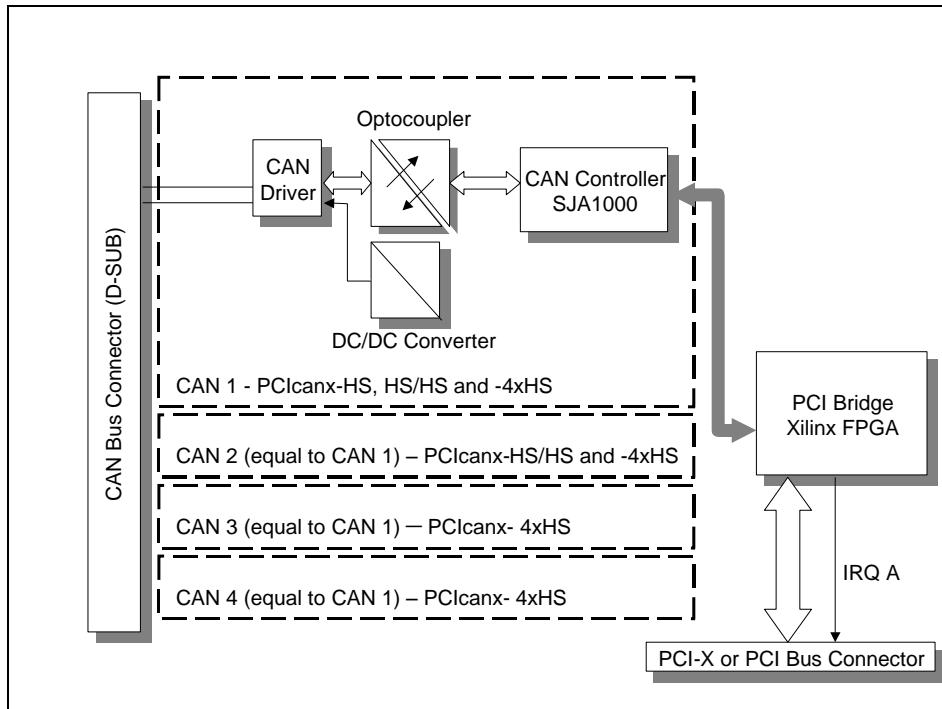 Optocoupler
CAN
Driver
CAN Controller
SJA1000
CAN Bus Connector (D-SUB)
DC/DC Converter
CAN 1 - PCIcanx-HS, HS/HS and -4xHS
PCI Bridge
Xilinx FPGA
CAN 2 (equal to CAN 1) – PCIcanx-HS/HS and -4xHS
CAN 3 (equal to CAN 1) — PCIcanx- 4xHS
CAN 4 (equal to CAN 1) – PCIcanx- 4xHS
IRQ A
PCI-X or PCI Bus Connector